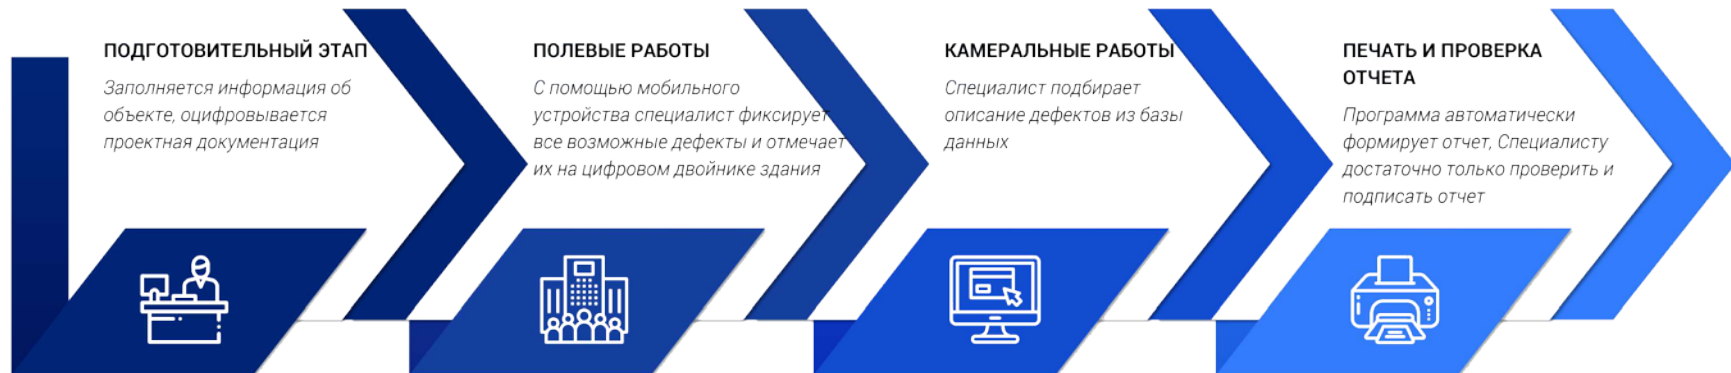 ПОДГОТОВИТЕЛЬНЫЙ ЭТАП
Заполняется информация об
объекте, оцифровывается
проектная документация
ПОЛЕВЫЕ РАБОТЫ
С помощью мобильного
устройства специалист фиксирует
все возможные дефекты и отмечает
их на цифровом двойнике здания
КАМЕРАЛЬНЫЕ РАБОТЫ
Специалист подбирает
описание дефектов из базы
данных
ПЕЧАТЬ И ПРОВЕРКА
ОТЧЕТА
Программа автоматически
формирует отчет, Специалисту
достаточно только проверить и
подписать отчет